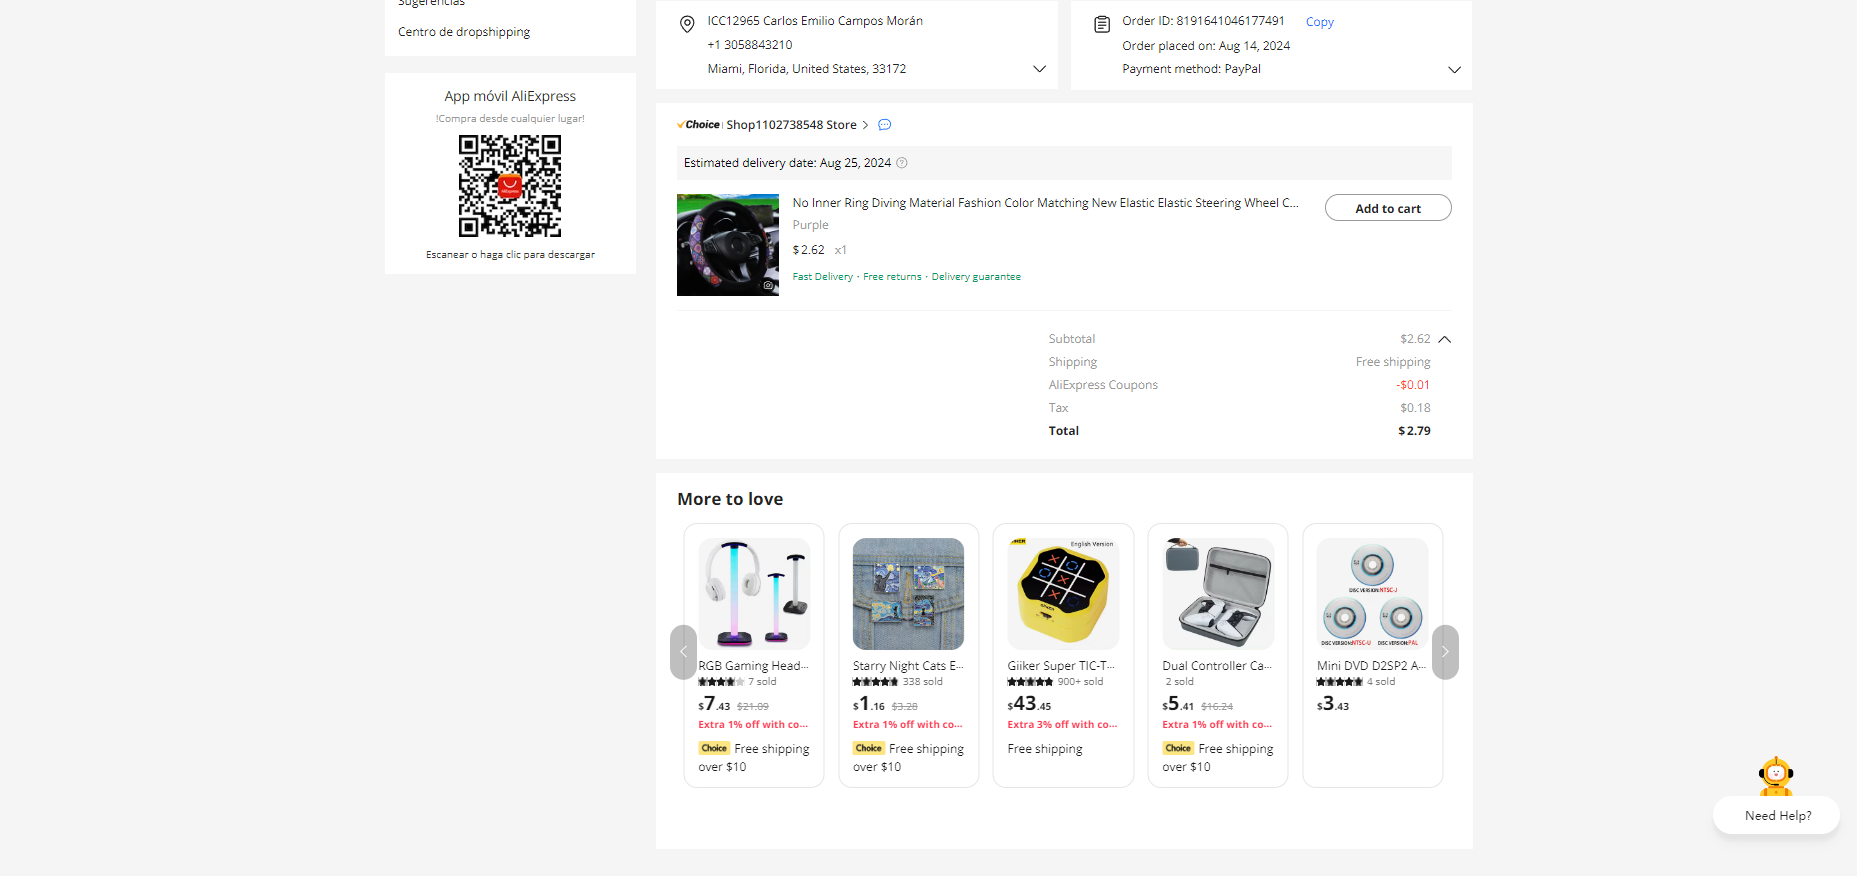 Sugerencias
Centro de dropshipping
App móvil AliExpress
!Compra desde cualquier lugar!
AliExpress
Escanear o haga clic para descargar
ICC12965 Carlos Emilio Campos Morán
+1 3058843210
Miami, Florida, United States, 33172
Order ID: 8191641046177491 Copy
Order placed on: Aug 14, 2024
Payment method: PayPal
Choice Shop1102738548 Store
Estimated delivery date: Aug 25, 2024
No Inner Ring Diving Material Fashion Color Matching New Elastic Elastic Steering Wheel C...
Add to cart
Purple
$2.62 x1
Fast Delivery · Free returns · Delivery guarantee
Subtotal $2.62
Shipping Free shipping
AliExpress Coupons -$0.01
Tax $0.18
Total $2.79
More to love
RGB Gaming Head...
7 sold
$7.43 $21.09
Extra 1% off with co...
Choice Free shipping
over $10
Starry Night Cats E...
338 sold
$1.16 $3.28
Extra 1% off with co...
Choice Free shipping
over $10
English Version
Giiker Super TIC-T...
900+ sold
$43.45
Extra 3% off with co...
Free shipping
Dual Controller Ca...
2 sold
$5.41 $16.24
Extra 1% off with co...
Choice Free shipping
over $10
DISC VERSION:NTSC-J
DISC VERSION:NTSC-U DISC VERSION:PAL
Mini DVD D2SP2 A...
4 sold
$3.43
Need Help?